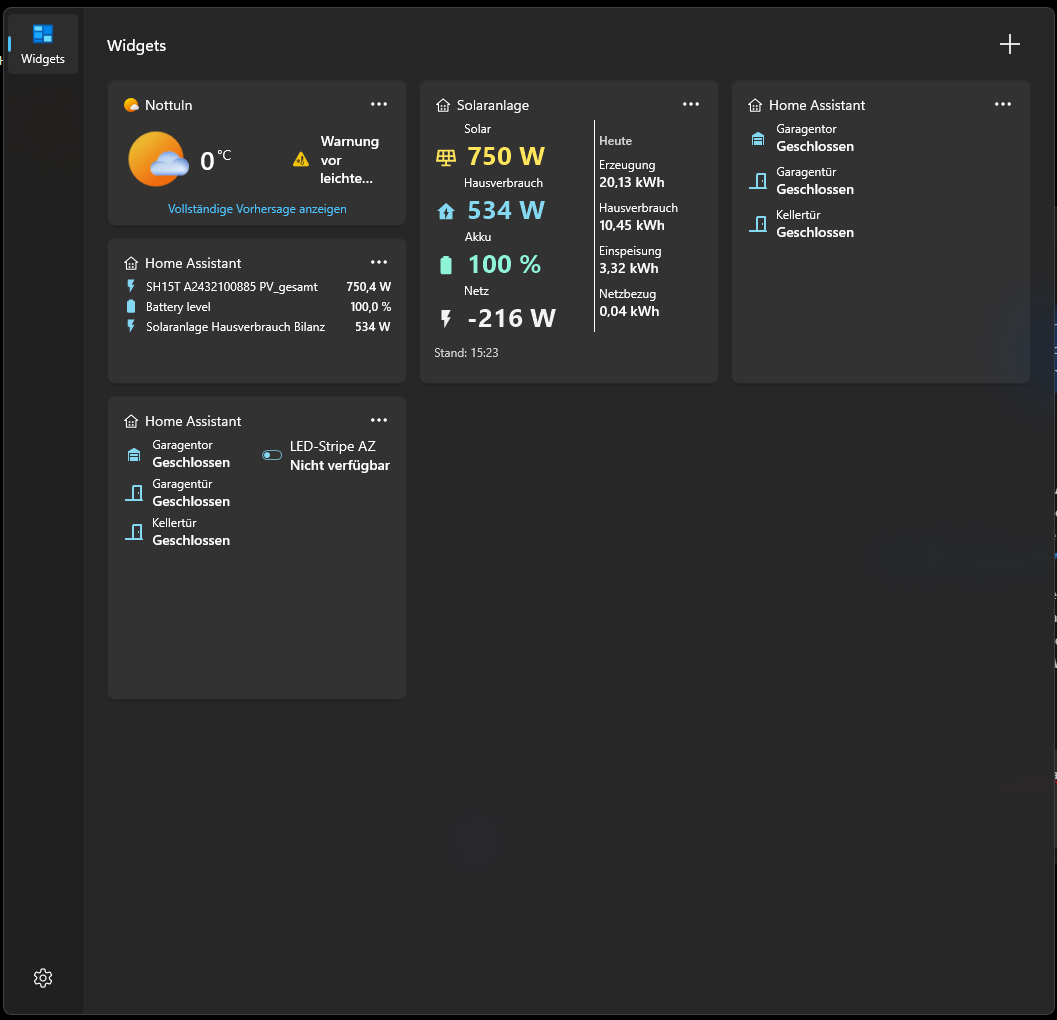 Widgets
Widgets
Nottuln
0 °C
Warnung
vor
leichte...
Vollständige Vorhersage anzeigen
Home Assistant
SH15T A2432100885 PV_gesamt 750,4 W
Battery level 100,0 %
Solaranlage Hausverbrauch Bilanz 534 W
Solaranlage
Solar
750 W
Hausverbrauch
534 W
Akku
100 %
Netz
-216 W
Stand: 15:23
Heute
Erzeugung
20,13 kWh
Hausverbrauch
10,45 kWh
Einspeisung
3,32 kWh
Netzbezug
0,04 kWh
Home Assistant
Garagentor
Geschlossen
Garagentür
Geschlossen
Kellertür
Geschlossen
Home Assistant
Garagentor
Geschlossen
Garagentür
Geschlossen
Kellertür
Geschlossen
LED-Stripe AZ
Nicht verfügbar